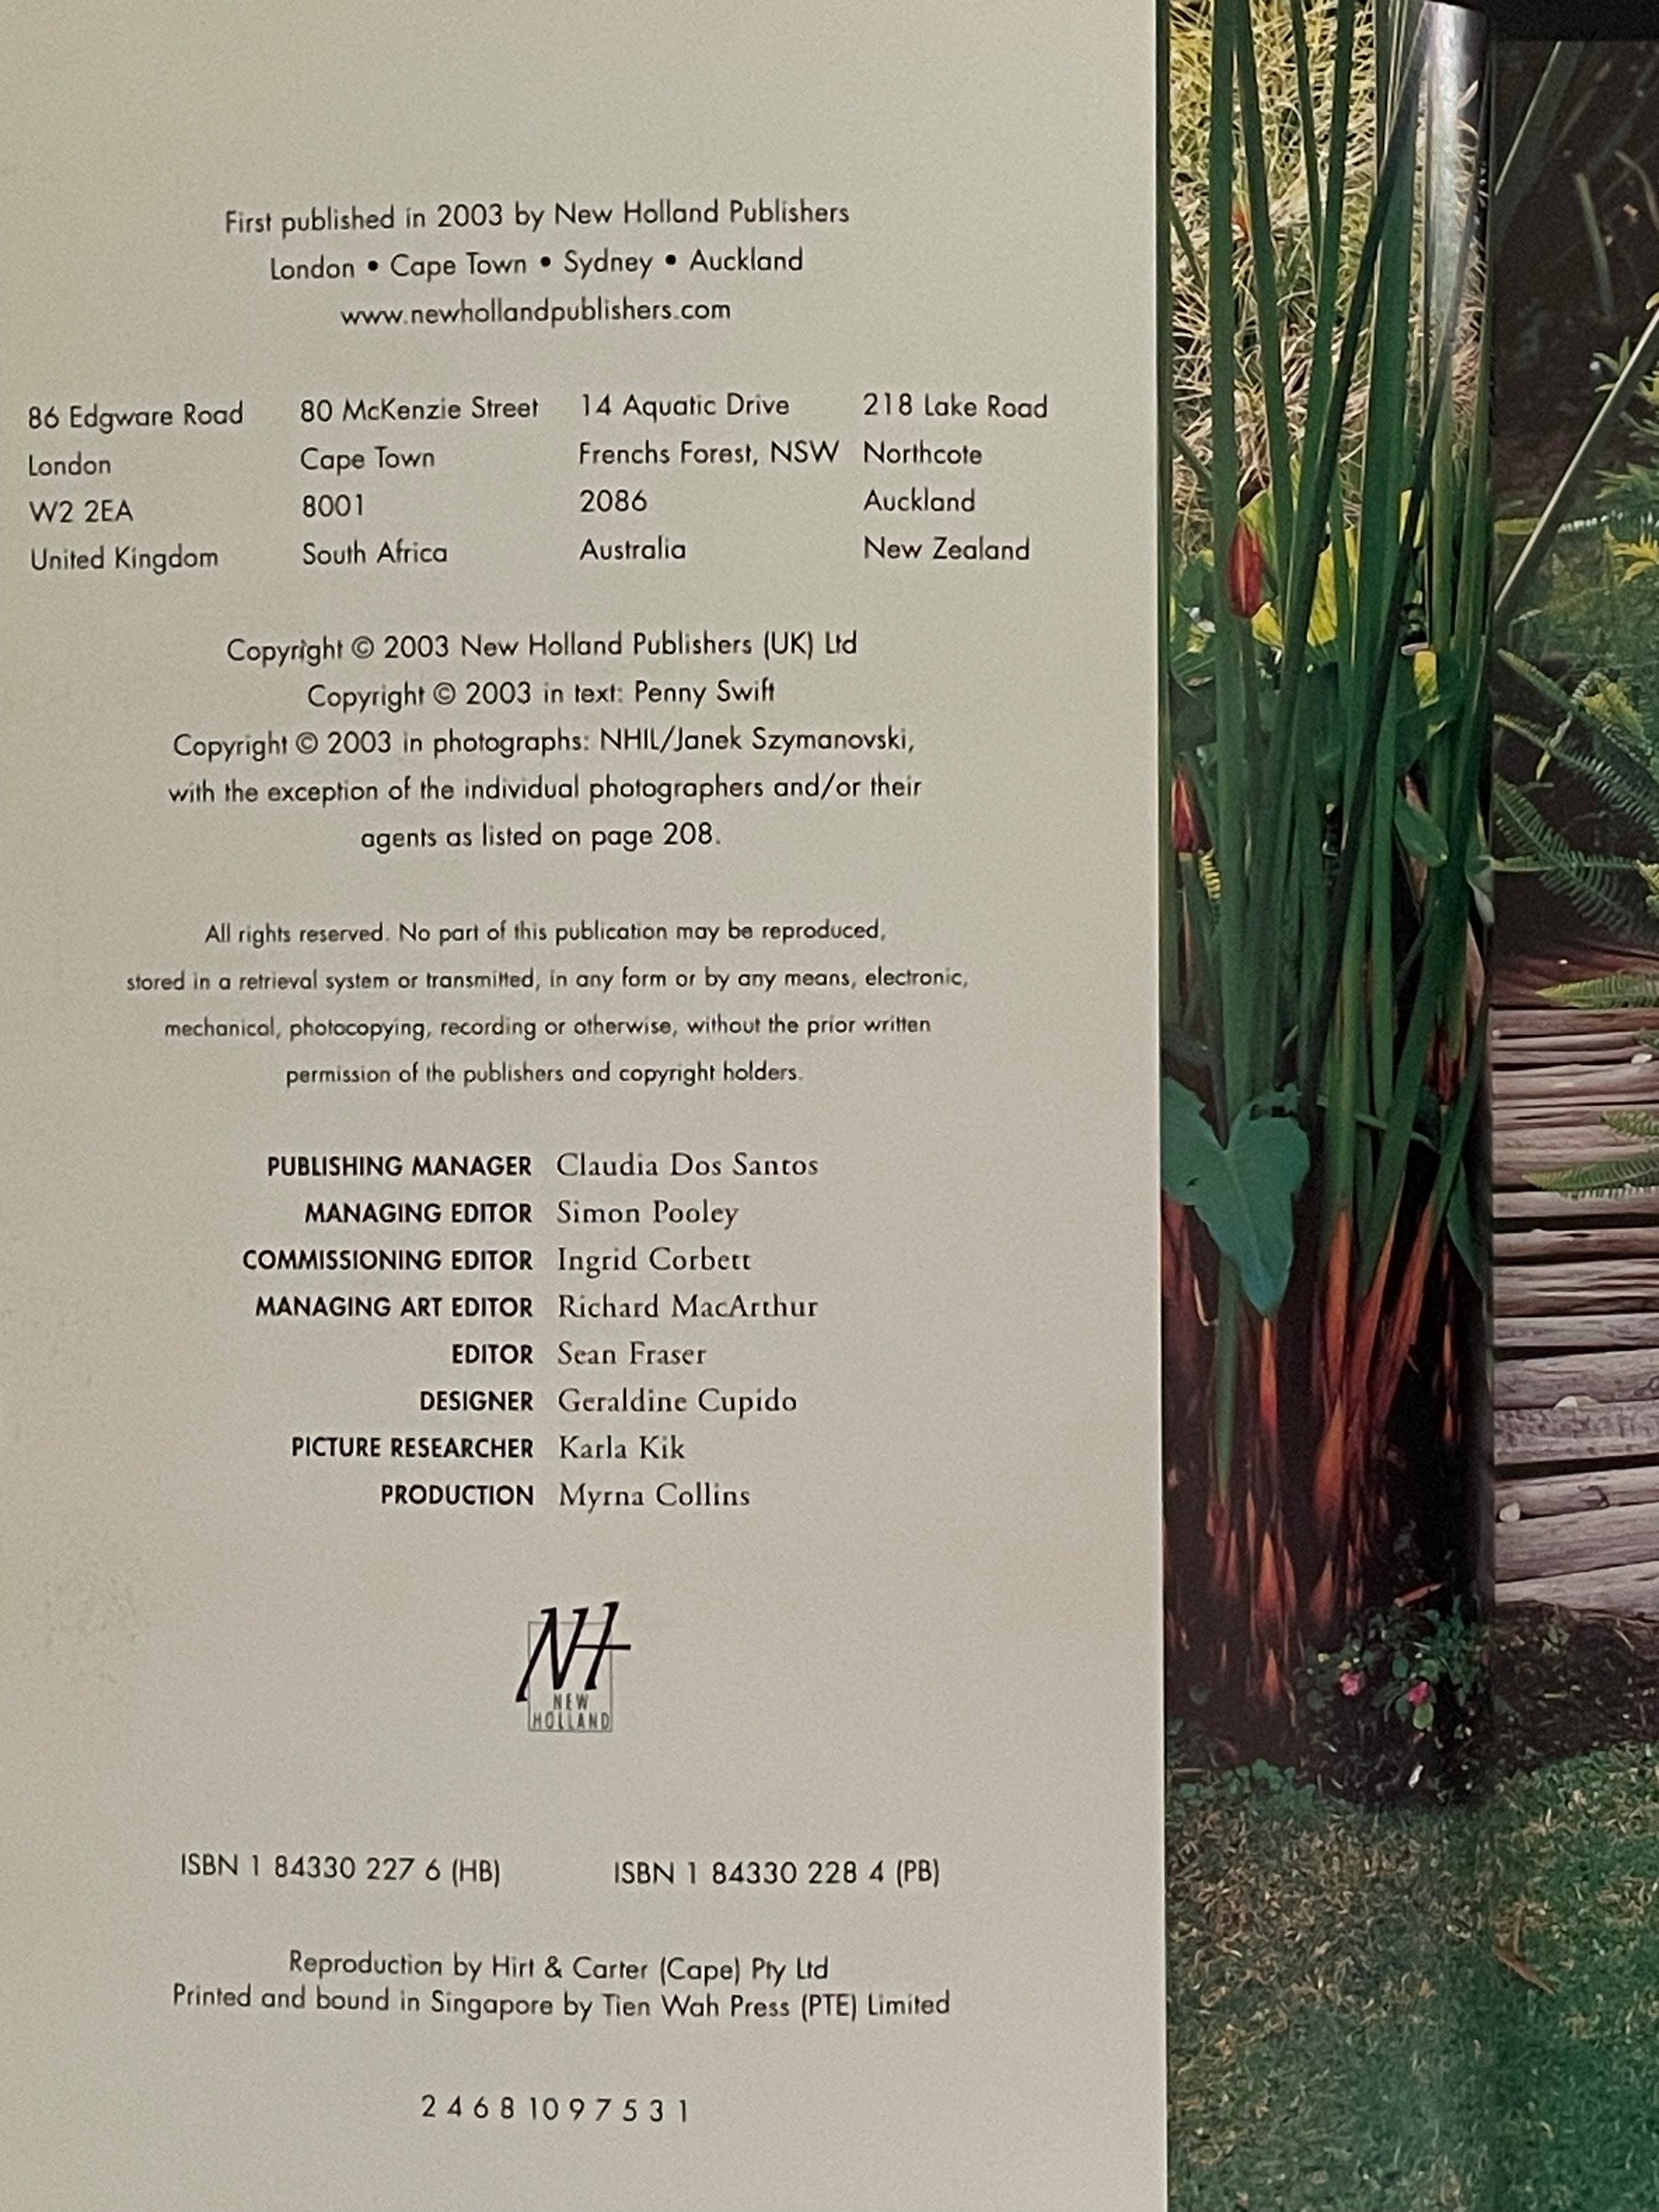 First published in 2003 by New Holland Publishers
London • Cape Town • Sydney • Auckland
www.newhollandpublishers.com
86 Edgware Road
London
W2 2EA
United Kingdom
80 McKenzie Street
Cape Town
8001
South Africa
14 Aquatic Drive
Frenchs Forest, NSW
2086
Australia
218 Lake Road
Northcote
Auckland
New Zealand
Copyright © 2003 New Holland Publishers (UK) Ltd
Copyright © 2003 in text: Penny Swift
Copyright © 2003 in photographs: NHIL/Janek Szymanovski,
with the exception of the individual photographers and/or their
agents as listed on page 208.
All rights reserved. No part of this publication may be reproduced,
stored in a retrieval system or transmitted, in any form or by any means, electronic,
mechanical, photocopying, recording or otherwise, without the prior written
permission of the publishers and copyright holders.
PUBLISHING MANAGER Claudia Dos Santos
MANAGING EDITOR Simon Pooley
COMMISSIONING EDITOR Ingrid Corbett
MANAGING ART EDITOR Richard MacArthur
EDITOR Sean Fraser
DESIGNER Geraldine Cupido
PICTURE RESEARCHER Karla Kik
PRODUCTION Myrna Collins
NH
NEW
HOLLAND
ISBN 1 84330 227 6 (HB) ISBN 1 84330 228 4 (PB)
Reproduction by Hirt & Carter (Cape) Pty Ltd
Printed and bound in Singapore by Tien Wah Press (PTE) Limited
2 4 6 8 10 9 7 5 3 1